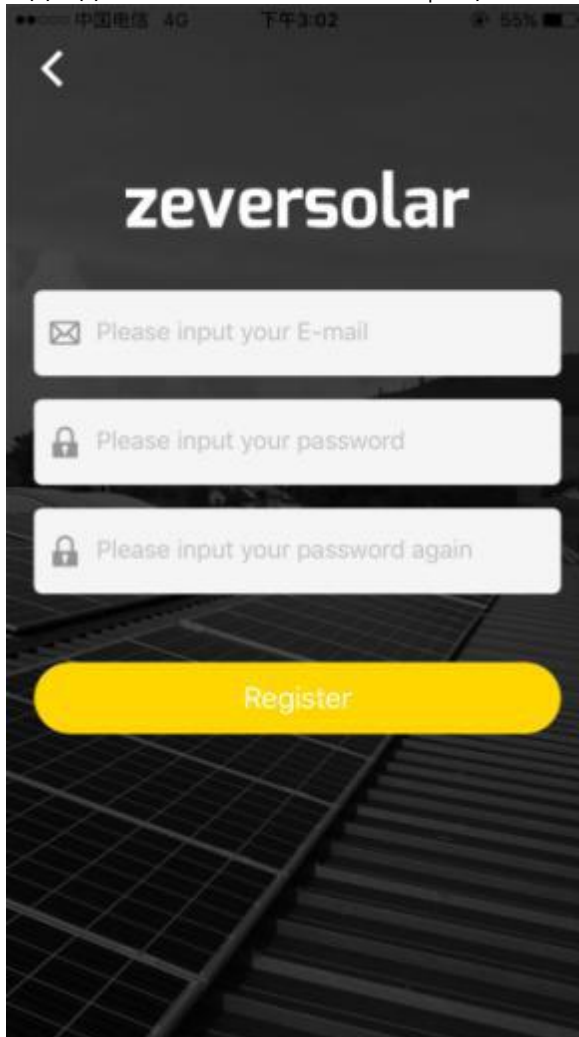 中国电信 4G 下午3:02 55%
zeversolar
Please input your E-mail
Please input your password
Please input your password again
Register